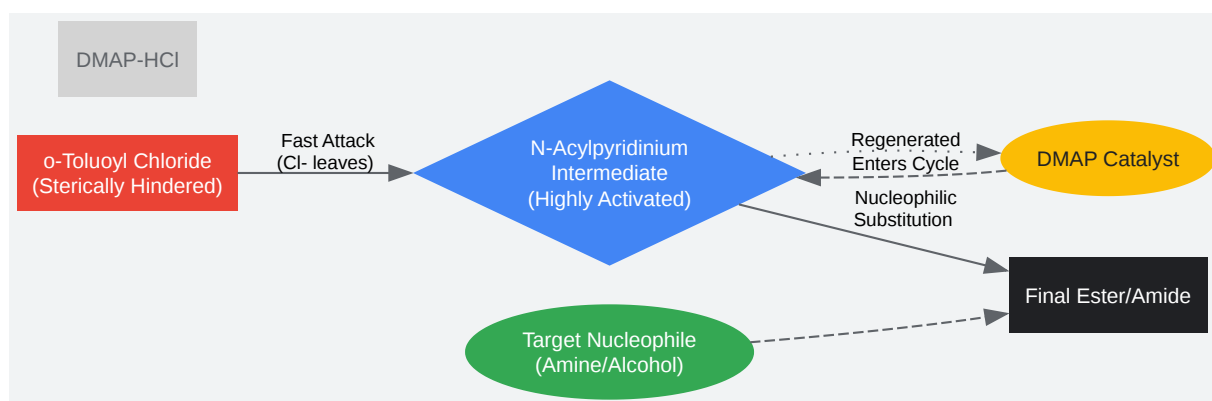 DMAP-HCl
o-Toluoyl Chloride
(Sterically Hindered)
Fast Attack
(Cl- leaves)
N-Acylpyridinium
Intermediate
(Highly Activated)
Regenerated
Enters Cycle
DMAP Catalyst
Nucleophilic
Substitution
Final Ester/Amide
Target Nucleophile
(Amine/Alcohol)